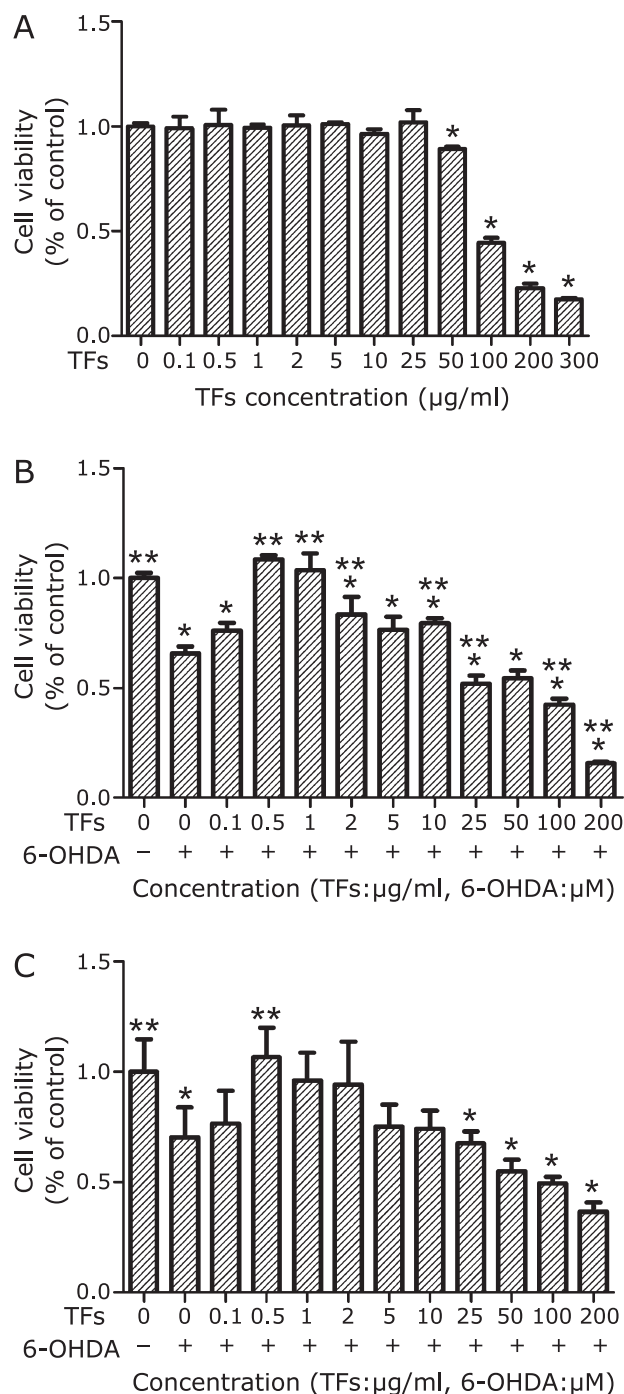 A
1.5
1.0
0.5
0.0
Cell viability
(% of control)
* * * *
TFs 0 0.1 0.5 1 2 5 10 25 50 100 200 300
TFs concentration (μg/ml)
B
1.5
1.0
0.5
0.0
Cell viability
(% of control)
** * * ** ** ** * * ** * ** * * ** * ** *
TFs 0 0 0.1 0.5 1 2 5 10 25 50 100 200
6-OHDA − + + + + + + + + + + +
Concentration (TFs:μg/ml, 6-OHDA:μM)
C
1.5
1.0
0.5
0.0
Cell viability
(% of control)
** * ** * * * *
TFs 0 0 0.1 0.5 1 2 5 10 25 50 100 200
6-OHDA − + + + + + + + + + + +
Concentration (TFs:μg/ml, 6-OHDA:μM)